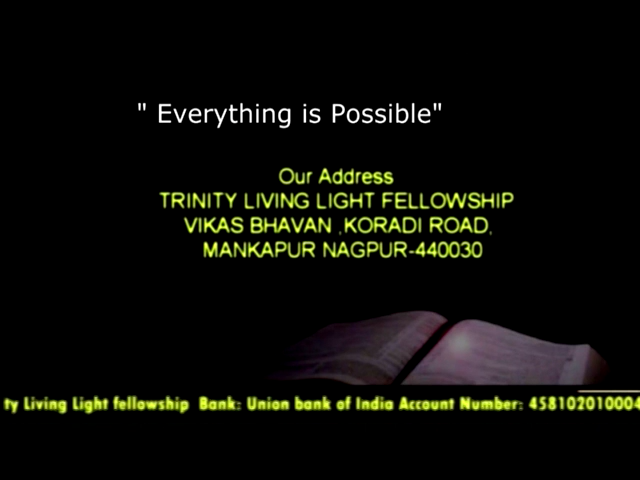 " Everything is Possible"
Our Address
TRINITY LIVING LIGHT FELLOWSHIP
VIKAS BHAVAN ,KORADI ROAD,
MANKAPUR NAGPUR-440030
ty Living Light fellowship Bank: Union bank of India Account Number: 458102010004